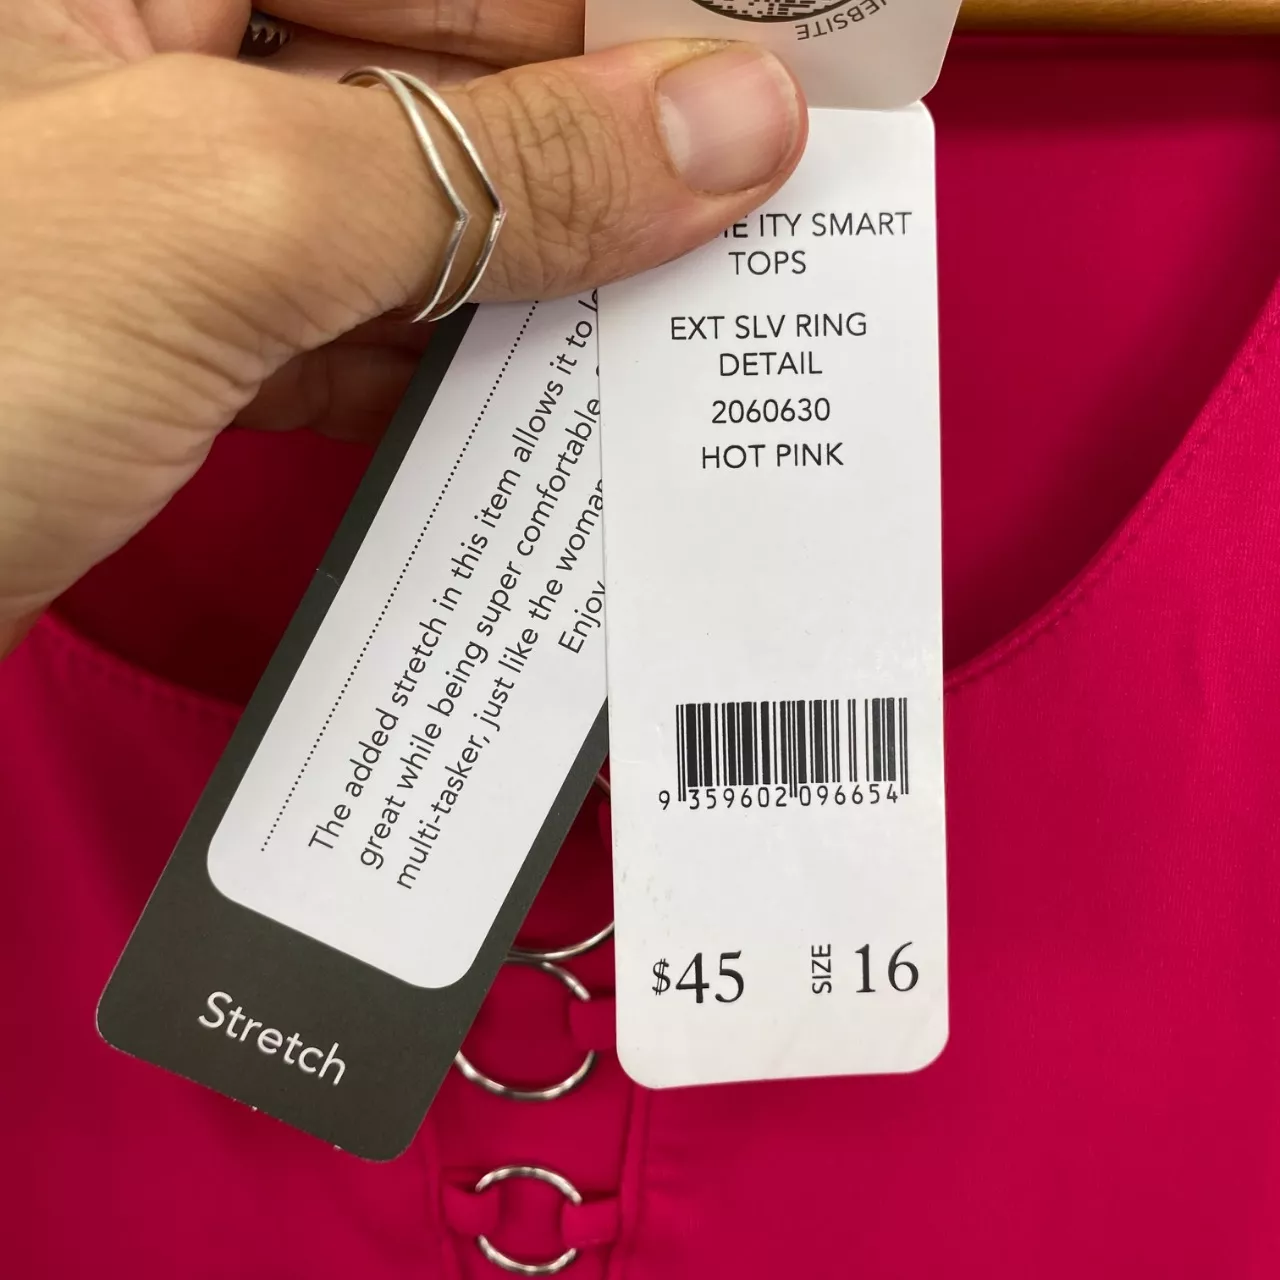 WEBSITE
ITY SMART
TOPS
EXT SLV RING
DETAIL
2060630
HOT PINK
9 359602 096654
$45 SIZE 16
The added stretch in this item allows it to
great while being super comfortable
multi-tasker, just like the
Enjoy
Stretch